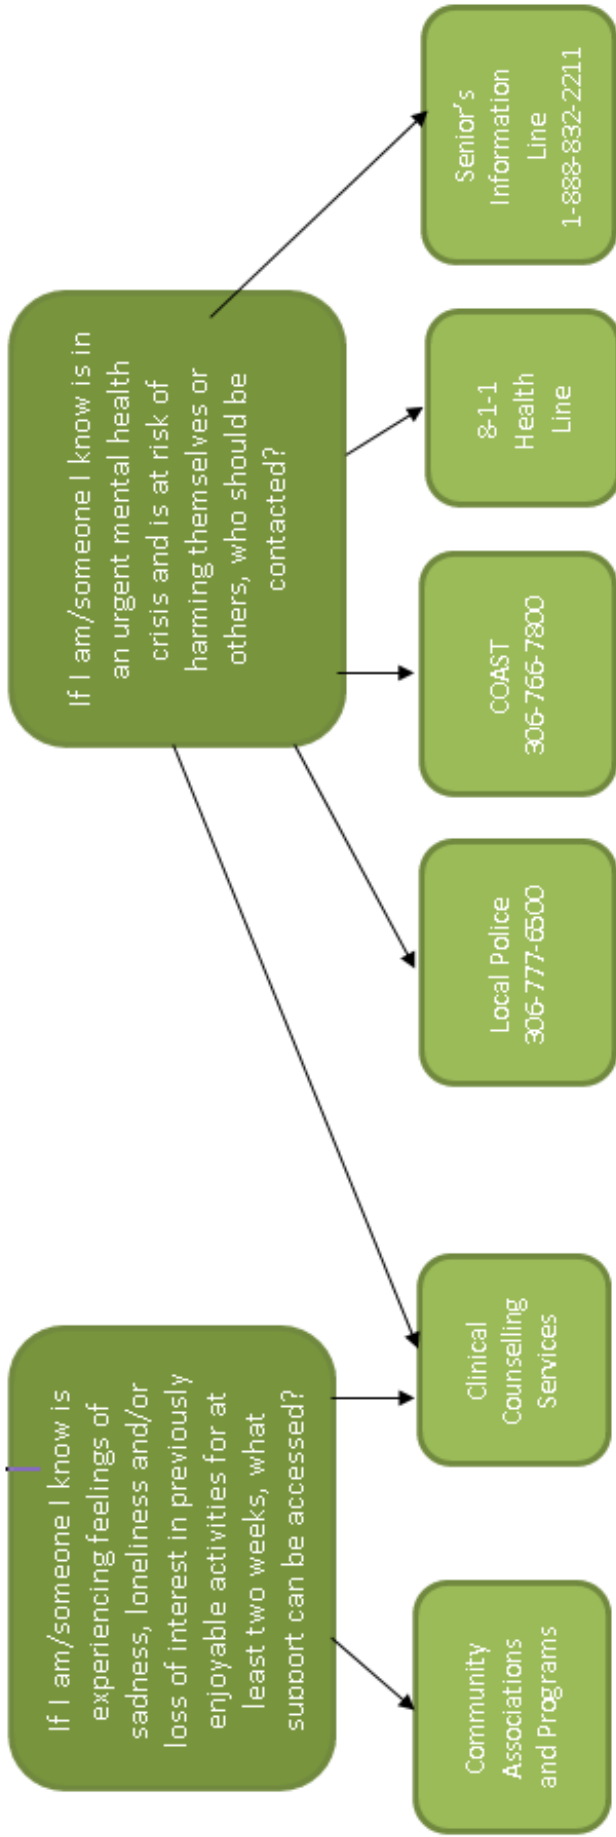 If I am/someone I know is
experiencing feelings of
sadness, loneliness and/or
loss of interest in previously
enjoyable activities for at
least two weeks, what
support can be accessed?
If I am/someone I know is in
an urgent mental health
crisis and is at risk of
harming themselves or
others, who should be
contacted?
Community
Associations
and Programs
Clinical
Counselling
Services
Local Police
306-777-6500
COAST
306-766-7800
8-1-1
Health
Line
Senior's
Information
Line
1-888-832-2211